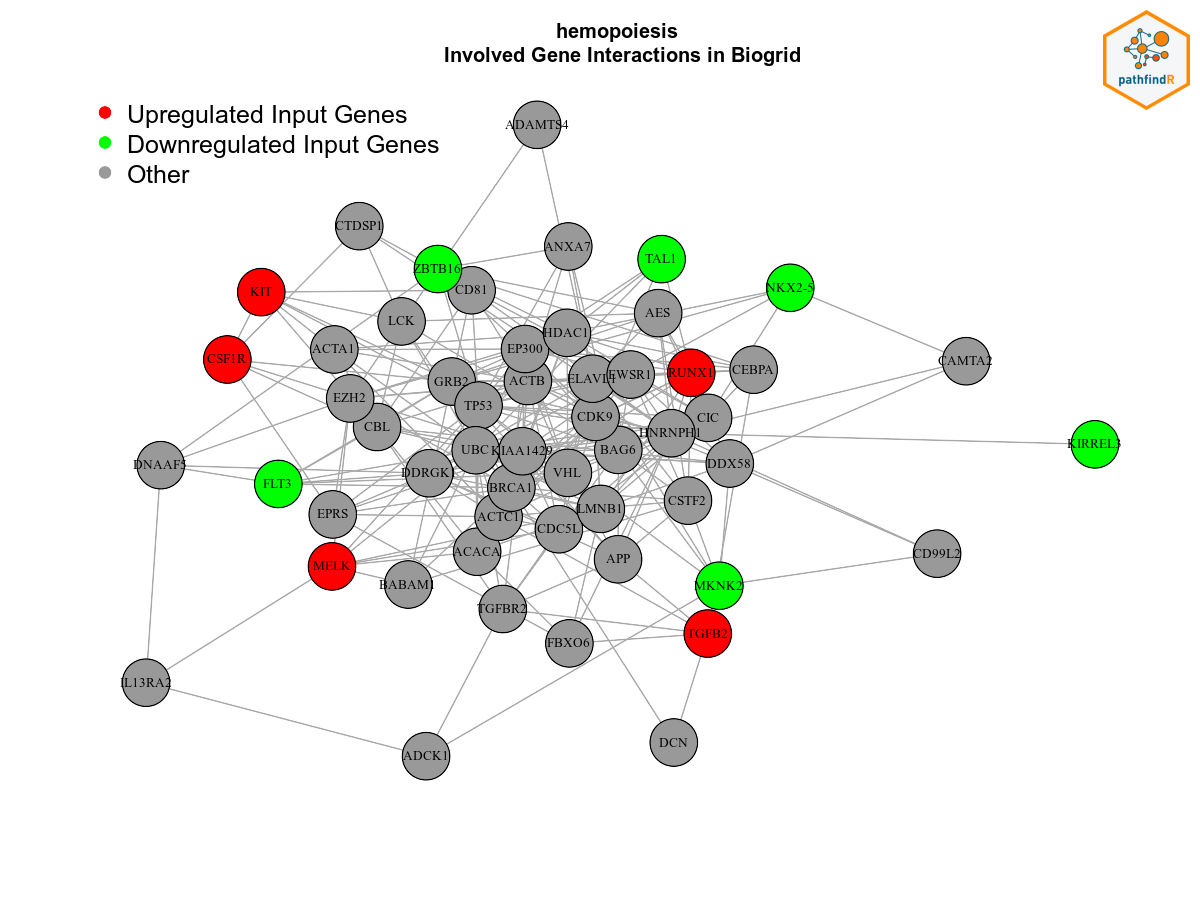 hemopoiesis
Involved Gene Interactions in Biogrid
pathfindR
Upregulated Input Genes
Downregulated Input Genes
Other
ADAMTS4
CTDSP1
ANXA7
TAL1
ZBTB16
NKX2-5
KIT
CD81
AES
LCK
HDAC1
ACTA1
EP300
CSF1R
CAMTA2
CEBPA
RUNX1
EWSR1
ELAVL1
ACTB
GRB2
EZH2
TP53
CDK9
CIC
CBL
HNRNPH1
KIRREL3
UBC
KIAA1429
BAG6
DDX58
DNAAF5
DDRGK1
VHL
FLT3
BRCA1
CSTF2
LMNB1
EPRS
ACTC1
CDC5L
ACACA
CD99L2
APP
MELK
BABAM1
MKNK2
TGFBR2
TGFB2
FBXO6
IL13RA2
DCN
ADCK1